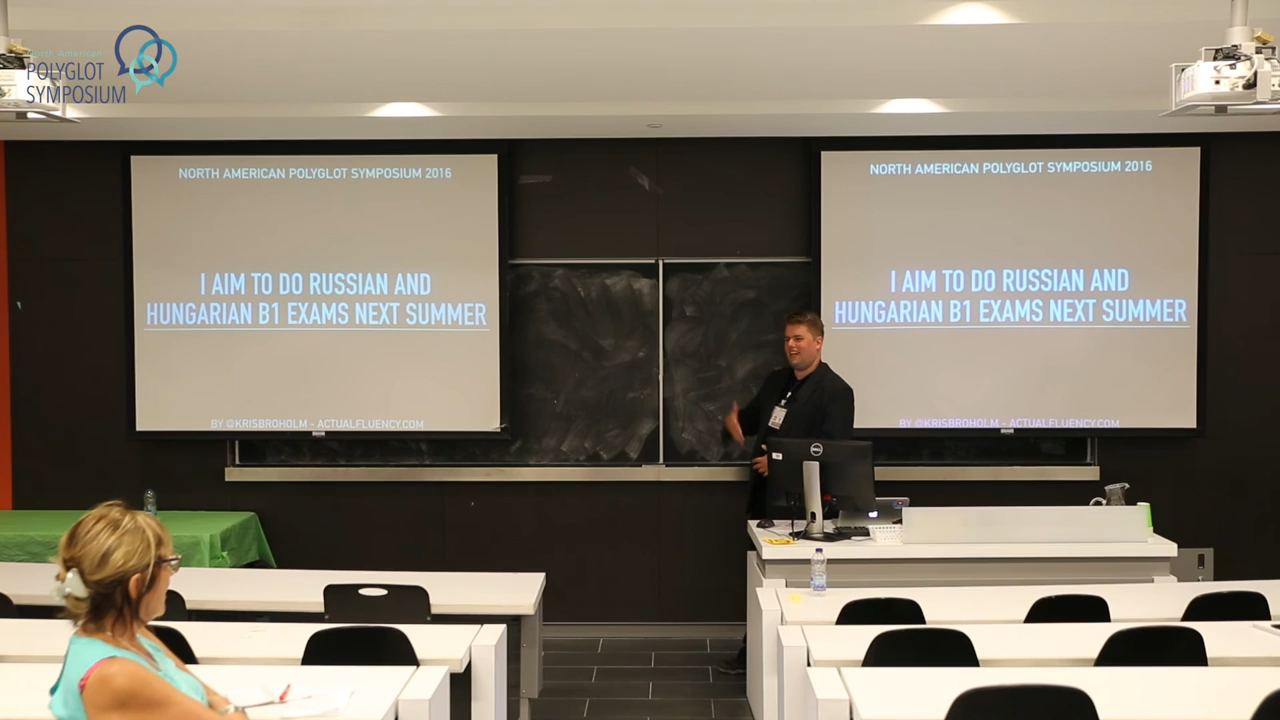 North American
POLYGLOT
SYMPOSIUM
NORTH AMERICAN POLYGLOT SYMPOSIUM 2016
I AIM TO DO RUSSIAN AND
HUNGARIAN B1 EXAMS NEXT SUMMER
BY @KRISBROHOLM - ACTUALFLUENCY.COM
NORTH AMERICAN POLYGLOT SYMPOSIUM 2016
I AIM TO DO RUSSIAN AND
HUNGARIAN B1 EXAMS NEXT SUMMER
BY @KRISBROHOLM - ACTUALFLUENCY.COM
DELL